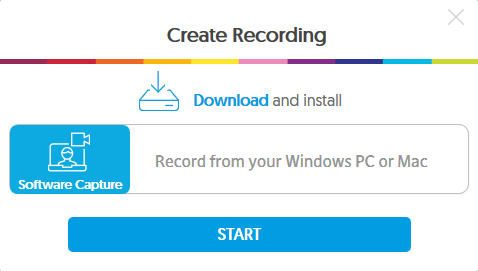 Create Recording
Download and install
Software Capture
Record from your Windows PC or Mac
START